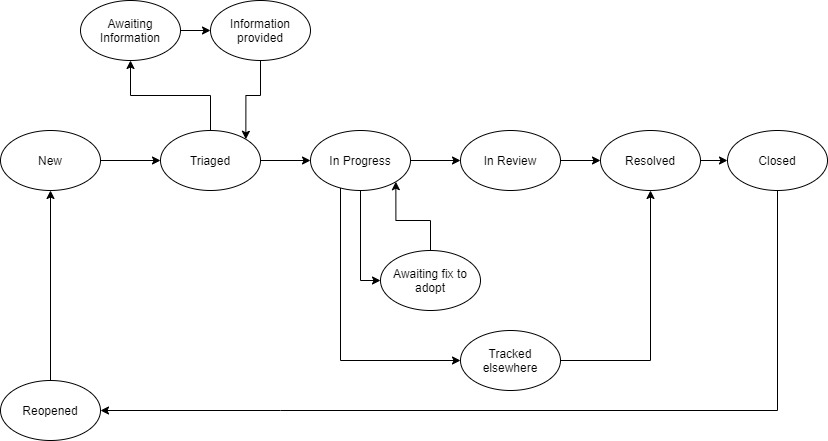 Awaiting
Information
Information
provided
New
Triaged
In Progress
In Review
Resolved
Closed
Awaiting fix to
adopt
Tracked
elsewhere
Reopened